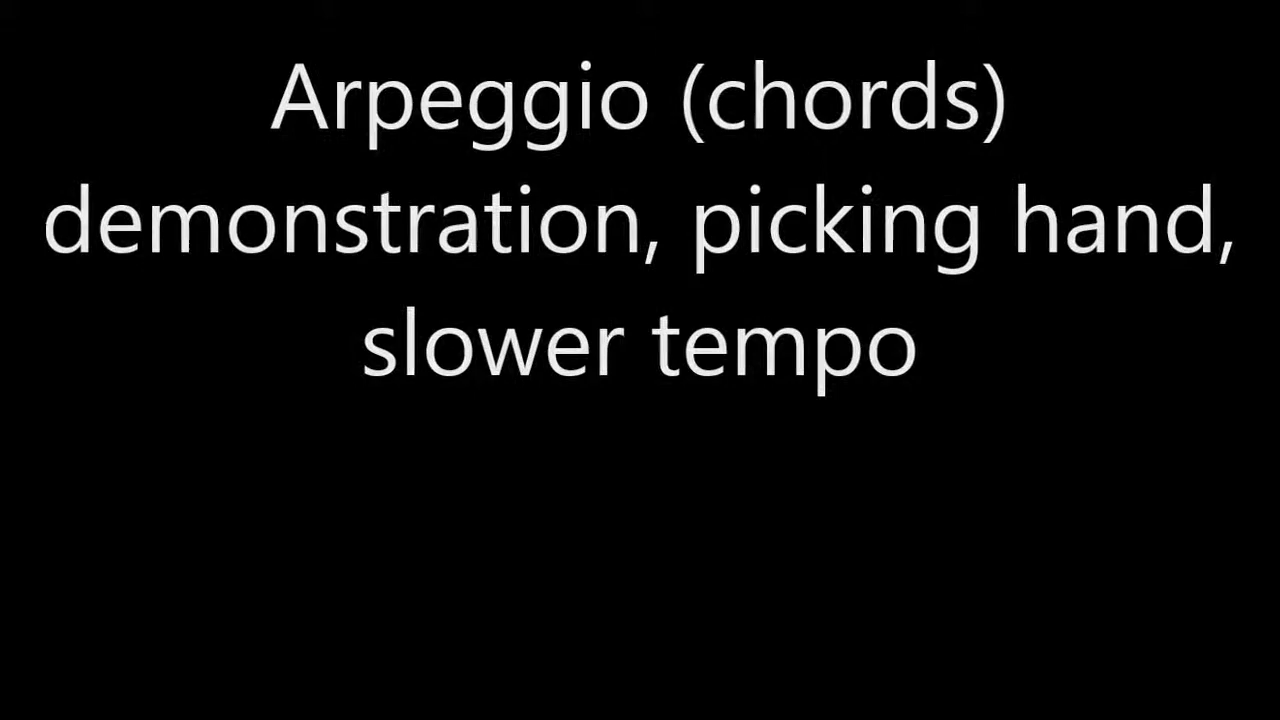 Arpeggio (chords)
demonstration, picking hand,
slower tempo